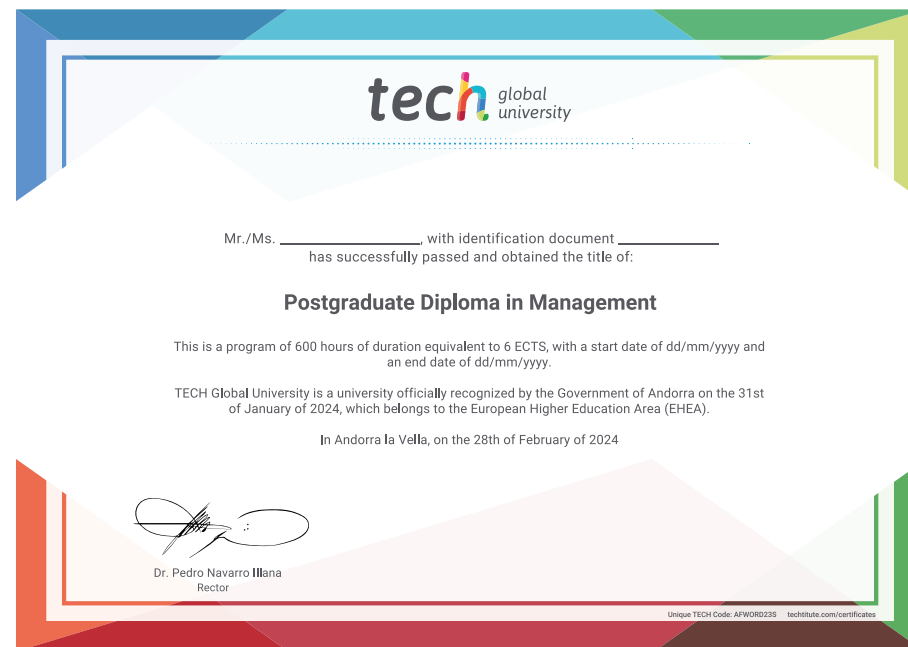 tech global university
Mr./Ms. ____________________, with identification document ______________
has successfully passed and obtained the title of:
Postgraduate Diploma in Management
This is a program of 600 hours of duration equivalent to 6 ECTS, with a start date of dd/mm/yyyy and
an end date of dd/mm/yyyy.
TECH Global University is a university officially recognized by the Government of Andorra on the 31st
of January of 2024, which belongs to the European Higher Education Area (EHEA).
In Andorra la Vella, on the 28th of February of 2024
Dr. Pedro Navarro Illana
Rector
Unique TECH Code: AFWORD23S techtitute.com/certificates